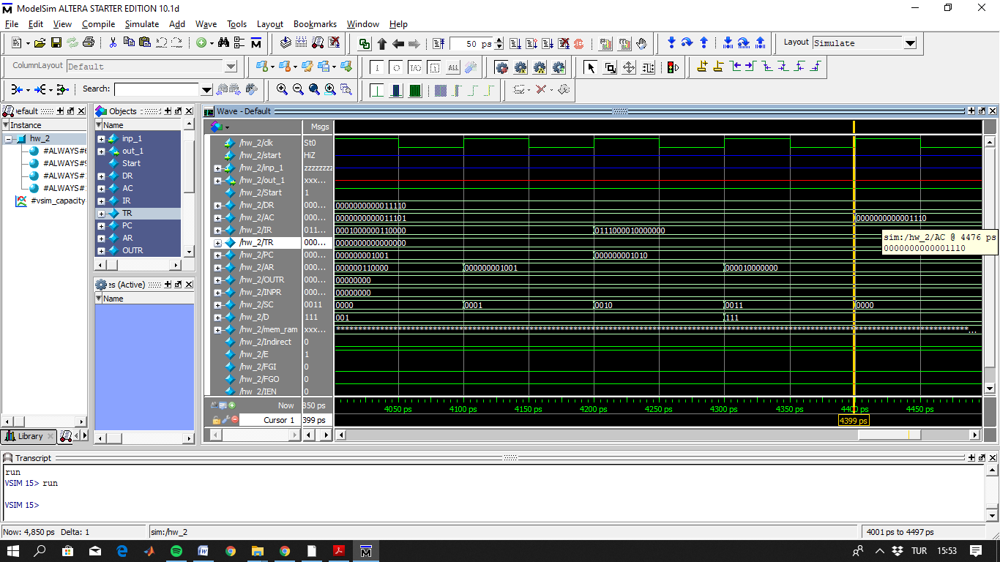 ModelSim ALTERA STARTER EDITION 10.1d
File Edit View Compile Simulate Add Wave Tools Layout Bookmarks Window Help
50 ps
Layout Simulate
ColumnLayout Default
Search:
efault
Instance
hw_2
#ALWAYS#
#ALWAYS#
#ALWAYS#
#ALWAYS#
#vsim_capacity
Library
Objects
Name
inp_1
out_1
Start
DR
AC
IR
TR
PC
AR
OUTR
es (Active)
Name
Wave - Default
Msgs
/hw_2/clk St0
/hw_2/start HiZ
/hw_2/inp_1 zzzzzzzz
/hw_2/out_1 xxx...
/hw_2/Start 1
/hw_2/DR 000... 0000000000011110
/hw_2/AC 000... 0000000000011101 0000000000001110
/hw_2/IR 011... 0001000000110000 0111000010000000
/hw_2/TR 000... 0000000000000000
/hw_2/PC 000... 000000001001 000000001010
/hw_2/AR 000... 000000110000 000000001001 000010000000
/hw_2/OUTR 000... 00000000
/hw_2/INPR 000... 00000000
/hw_2/SC 0011 0000 0001 0010 0011 0000
/hw_2/D 111 001 111
/hw_2/mem_ram xxx...
/hw_2/Indirect 0
/hw_2/E 1
/hw_2/FGI 0
/hw_2/FGO 0
/hw_2/IEN 0
sim:/hw_2/AC @ 4476 ps
0000000000001110
Now 850 ps 4050 ps 4100 ps 4150 ps 4200 ps 4250 ps 4300 ps 4350 ps 4400 ps 4450 ps
Cursor 1 399 ps 4399 ps
Transcript
run
VSIM 15> run
VSIM 15>
Now: 4,850 ps Delta: 1 sim:/hw_2 4001 ps to 4497 ps
TUR 15:53